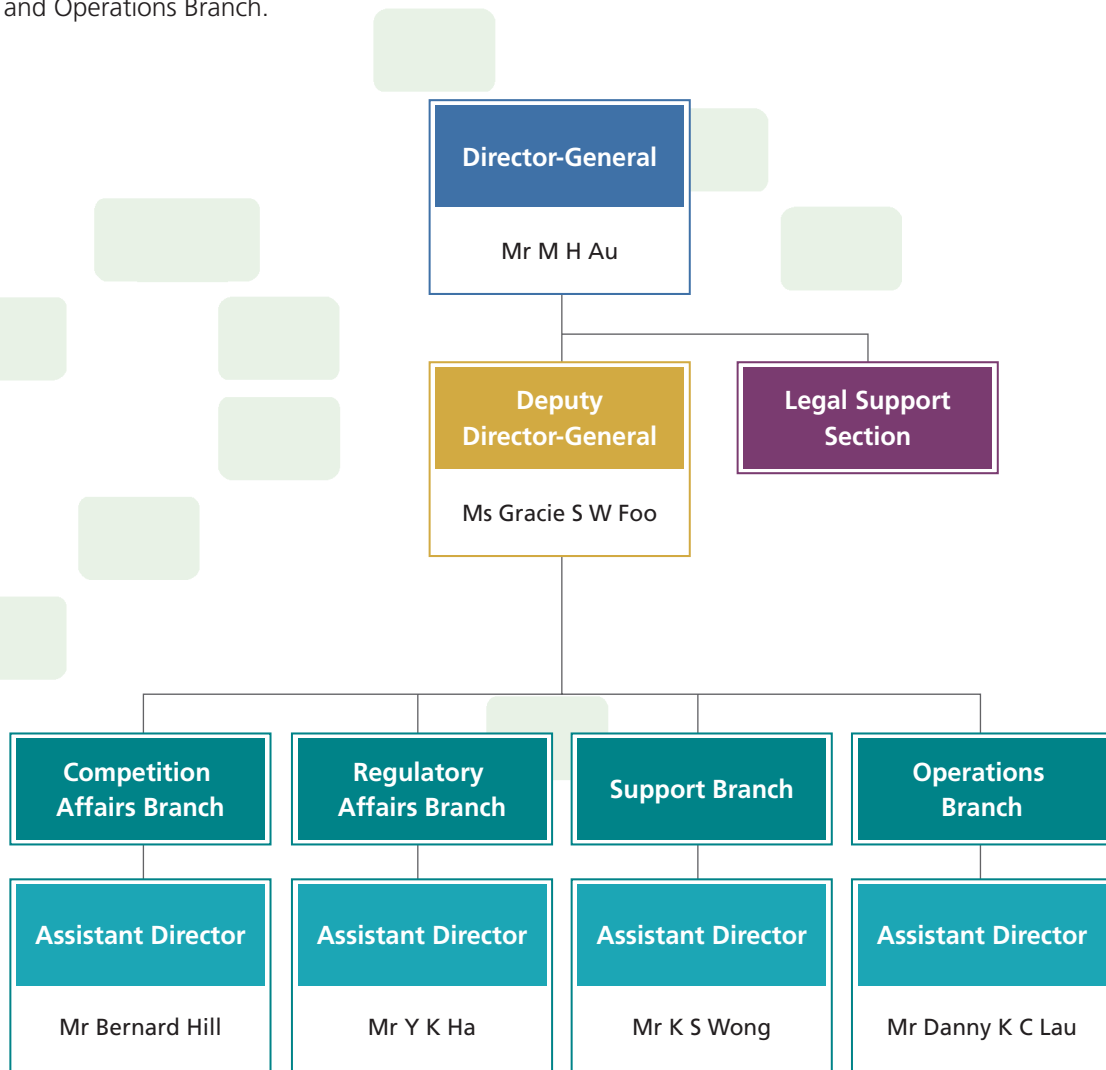 and Operations Branch.
Director-General
Mr M H Au
Deputy
Director-General
Ms Gracie S W Foo
Legal Support
Section
Competition
Affairs Branch
Regulatory
Affairs Branch
Support Branch
Operations
Branch
Assistant Director
Mr Bernard Hill
Assistant Director
Mr Y K Ha
Assistant Director
Mr K S Wong
Assistant Director
Mr Danny K C Lau